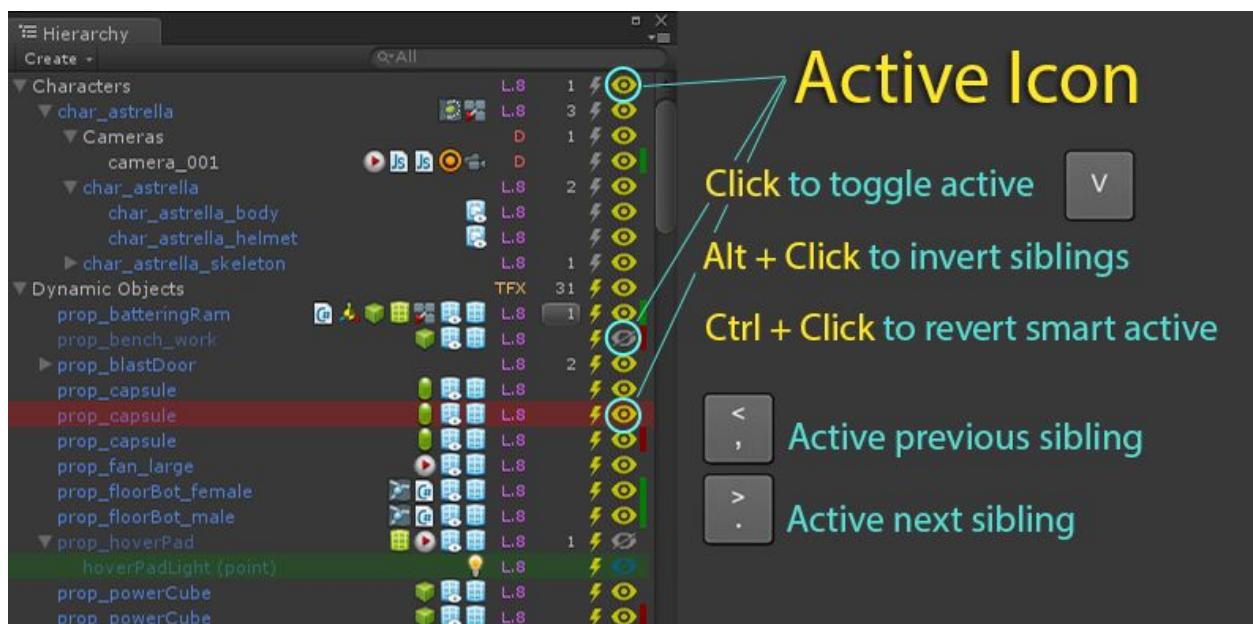 Hierarchy
Create
All
Characters L.8 1
char_astrella L.8 3
Cameras D 1
camera_001 Js Js D
char_astrella L.8 2
char_astrella_body L.8
char_astrella_helmet L.8
char_astrella_skeleton L.8 1
Dynamic Objects TFX 31
prop_batteringRam C# L.8 1
prop_bench_work L.8
prop_blastDoor L.8 2
prop_capsule L.8
prop_capsule L.8
prop_capsule L.8
prop_fan_large L.8
prop_floorBot_female C# L.8
prop_floorBot_male C# L.8
prop_hoverPad L.8 1
hoverPadLight (point) L.8
prop_powerCube L.8
prop_powerCube L.8
Active Icon
Click to toggle active V
Alt + Click to invert siblings
Ctrl + Click to revert smart active
< , Active previous sibling
> . Active next sibling